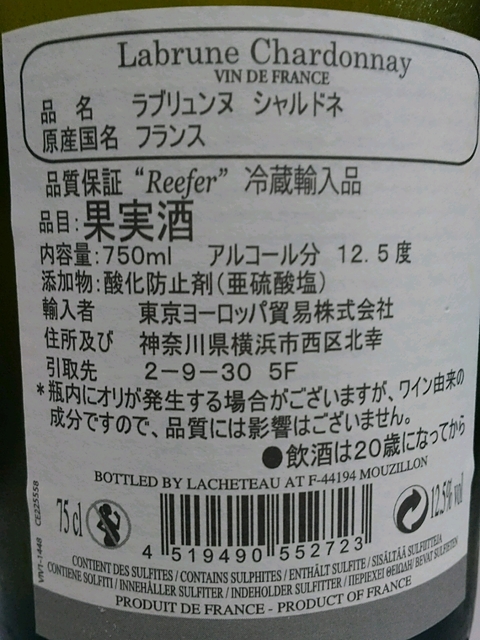 Labrune Chardonnay
VIN DE FRANCE
品 名 ラブリュンヌ シャルドネ
原産国名 フランス
品質保証 “Reefer” 冷蔵輸入品
品目:果実酒
内容量:750ml アルコール分 12.5度
添加物:酸化防止剤(亜硫酸塩)
輸入者 東京ヨーロッパ貿易株式会社
住所及び 神奈川県横浜市西区北幸
引取先 2-9-30 5F
*瓶内にオリが発生する場合がございますが、ワイン由来の
成分ですので、品質には影響はございません。
●飲酒は20歳になってから
BOTTLED BY LACHETEAU AT F-44194 MOUZILLON
75 cl
12.5% vol
4 519490 552723
VIV1-1448 CE225558
CONTIENT DES SULFITES / CONTAINS SULPHITES / ENTHÄLT SULFITE / SISÄLTÄÄ SULFIITTEJA
CONTIENE SOLFITI / INNEHÅLLER SULFITER / INDEHOLDER SULFITTER / ΠΕΡΙΕΧΕΙ ΘΕΙΩΔΗ/ BEVAT SULFIETEN
PRODUIT DE FRANCE - PRODUCT OF FRANCE